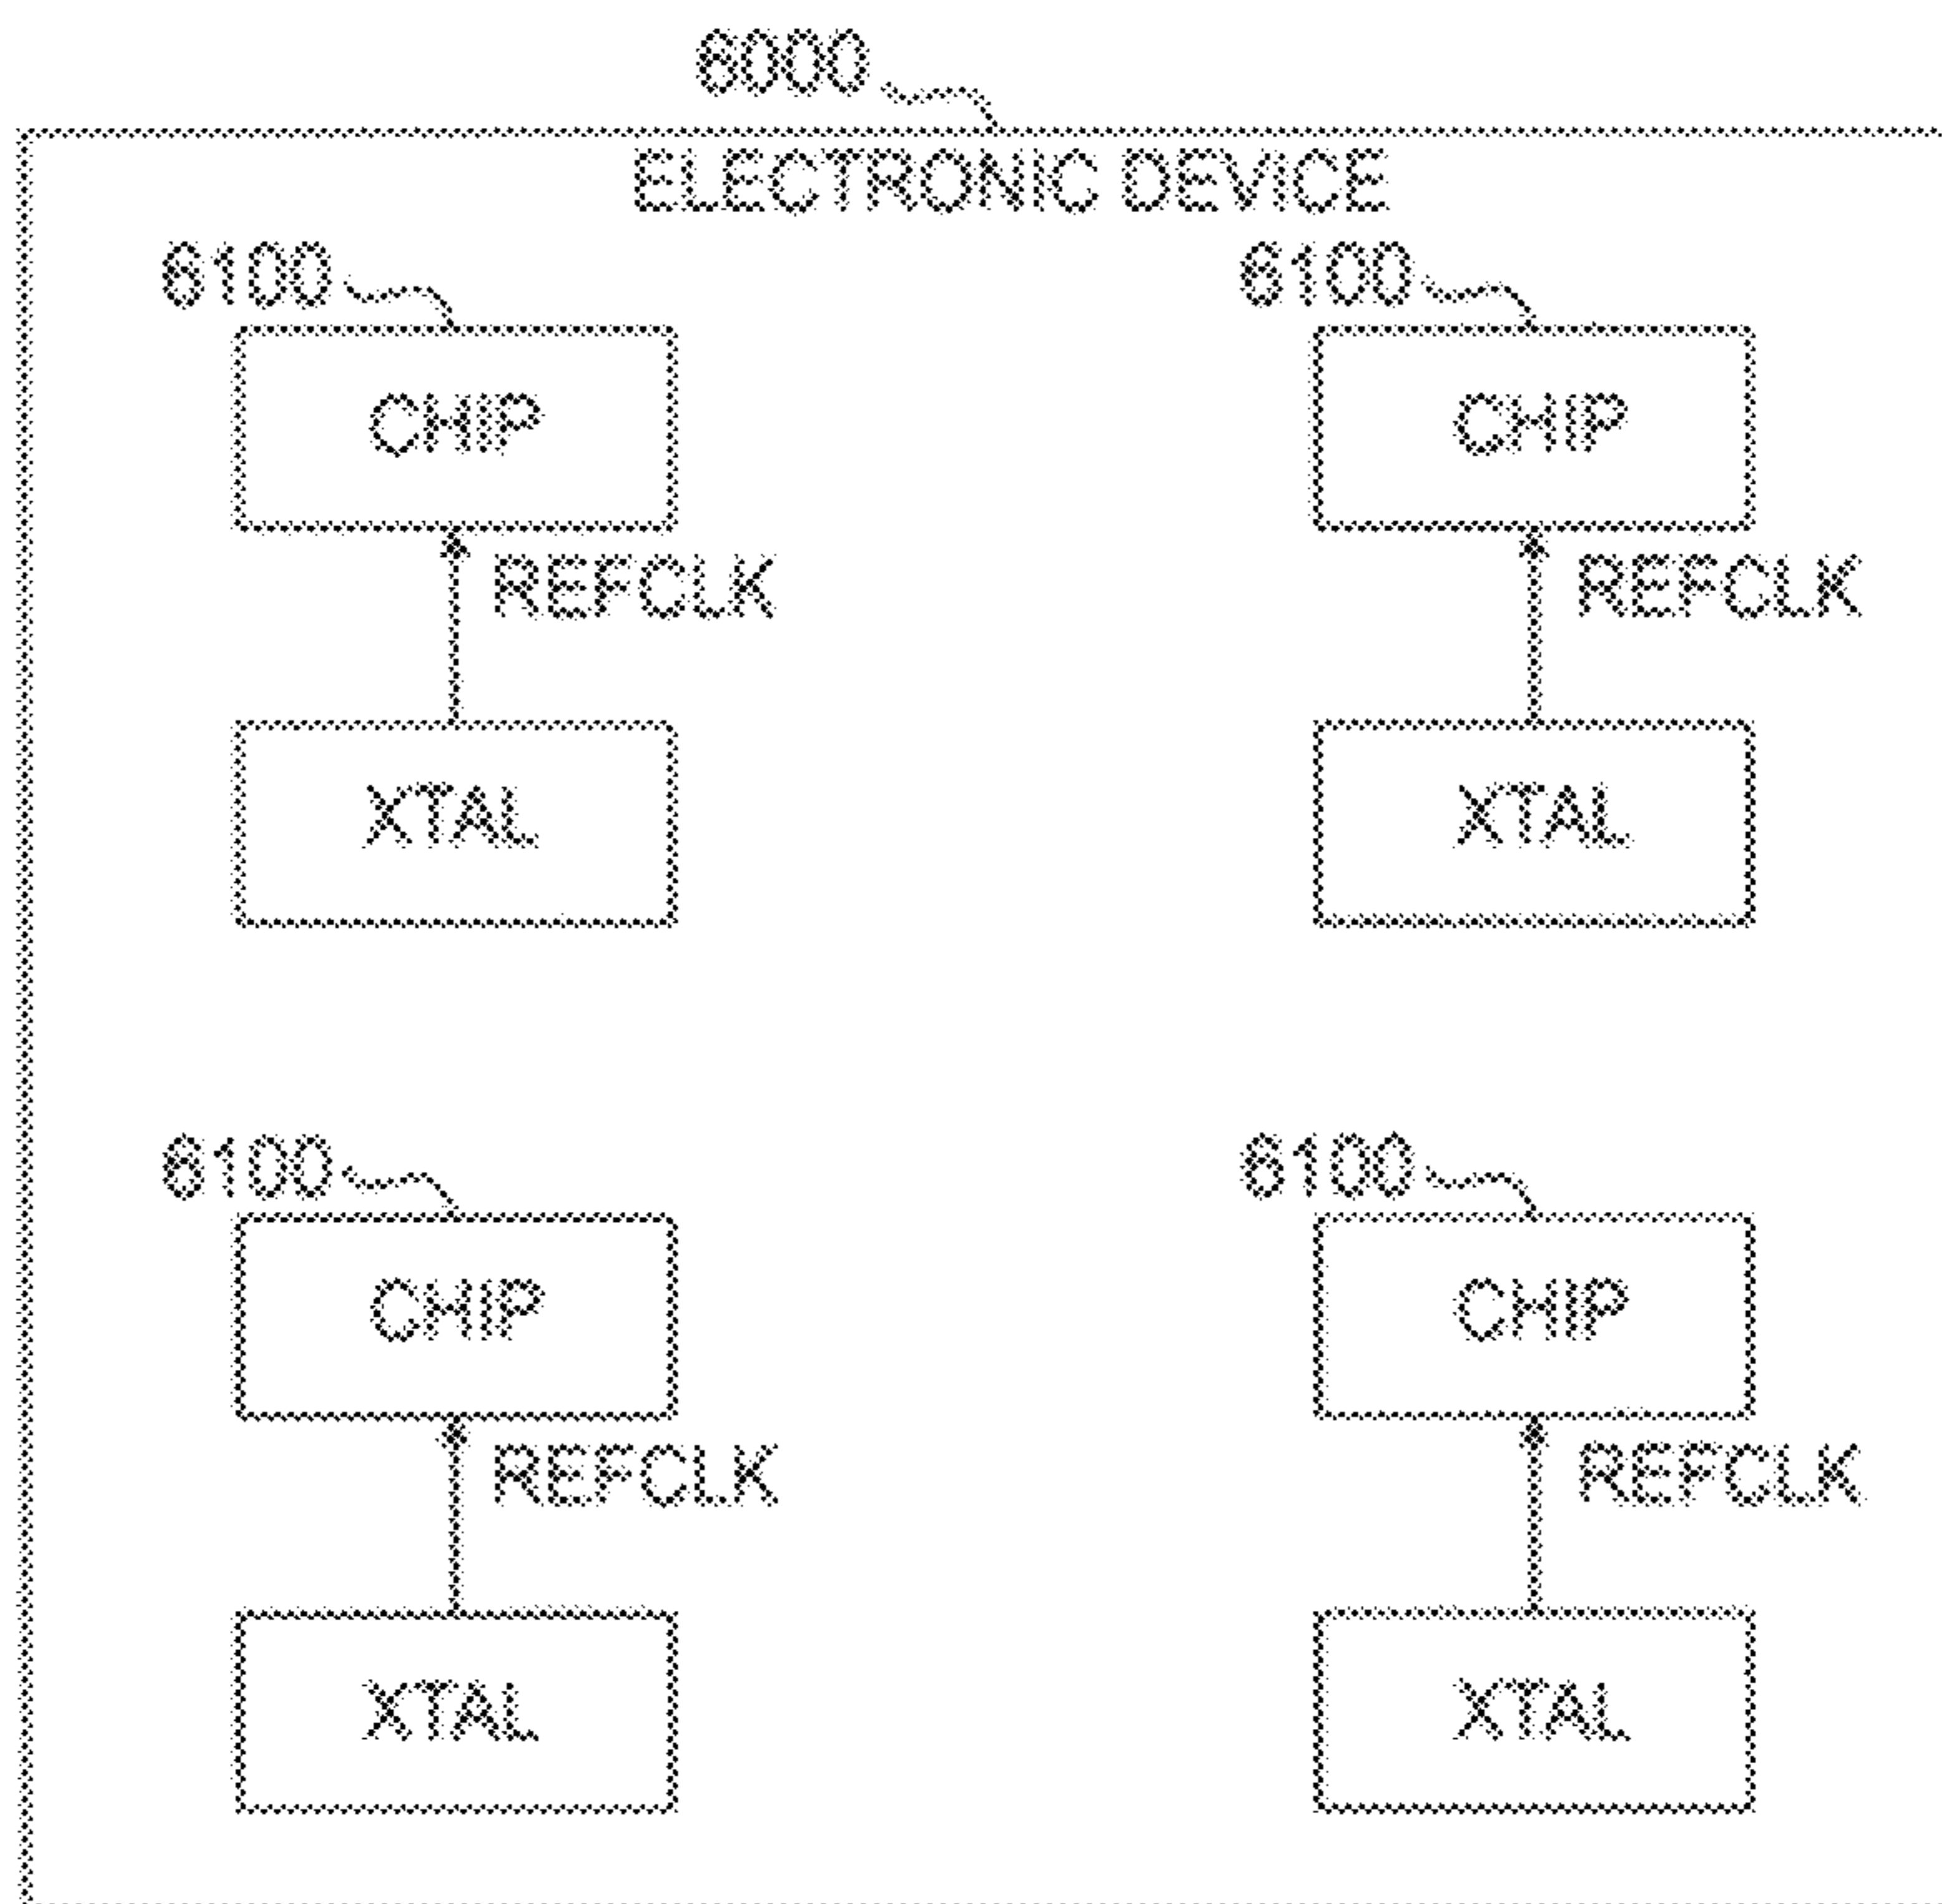 6000
ELECTRONIC DEVICE
6100 6100
CHIP CHIP
REFCLK REFCLK
XTAL XTAL
6100 6100
CHIP CHIP
REFCLK REFCLK
XTAL XTAL